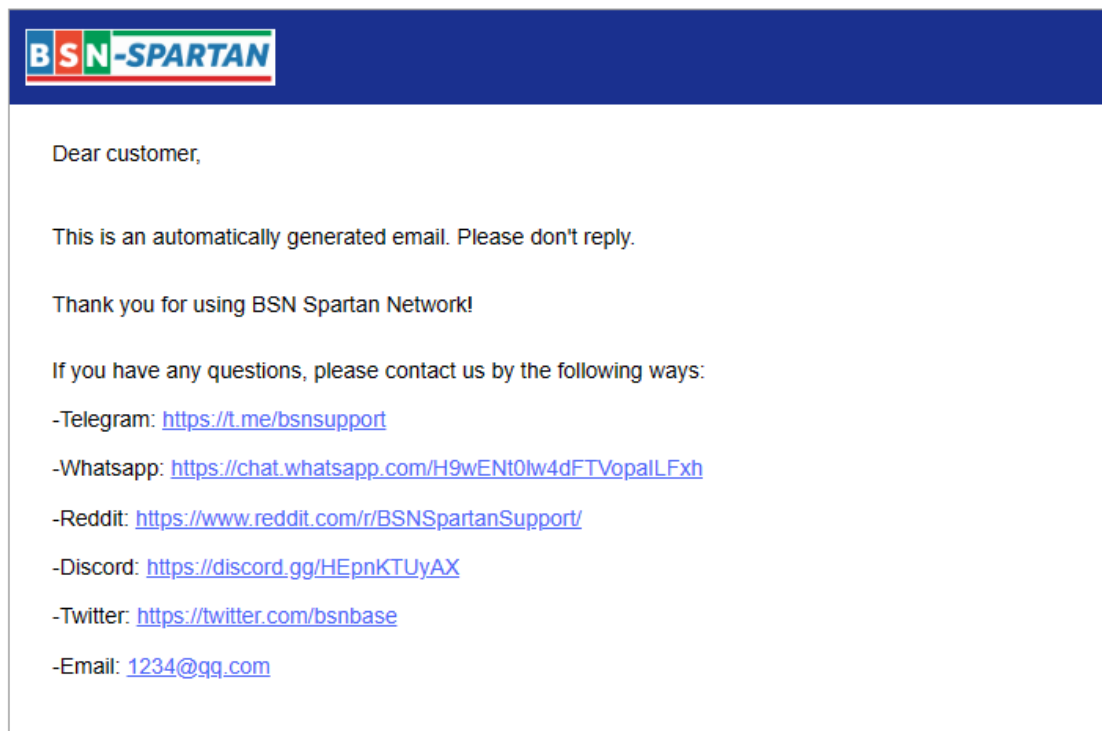 BSN-SPARTAN
Dear customer,
This is an automatically generated email. Please don't reply.
Thank you for using BSN Spartan Network!
If you have any questions, please contact us by the following ways:
-Telegram: https://t.me/bsnsupport
-Whatsapp: https://chat.whatsapp.com/H9wENt0lw4dFTVopaILFxh
-Reddit: https://www.reddit.com/r/BSNSpartanSupport/
-Discord: https://discord.gg/HEpnKTUyAX
-Twitter: https://twitter.com/bsnbase
-Email: 1234@qq.com